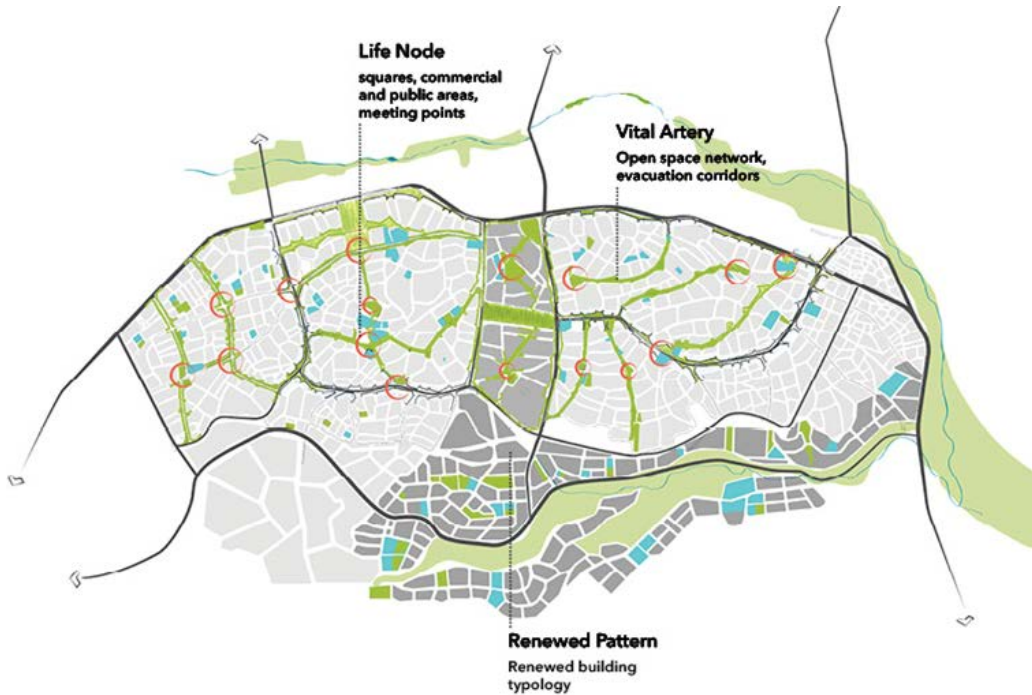 Life Node
squares, commercial
and public areas,
meeting points
Vital Artery
Open space network,
evacuation corridors
Renewed Pattern
Renewed building
typology